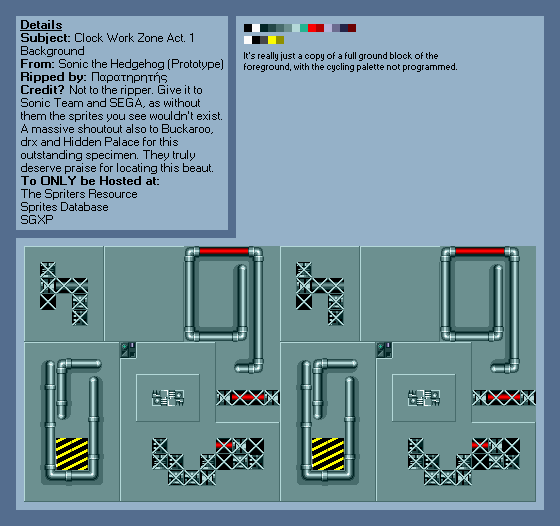 Details
Subject: Clock Work Zone Act. 1
Background
From: Sonic the Hedgehog (Prototype)
Ripped by: Παρατηρητής
Credit? Not to the ripper. Give it to
Sonic Team and SEGA, as without
them the sprites you see wouldn't exist.
A massive shoutout also to Buckaroo,
drx and Hidden Palace for this
outstanding specimen. They truly
deserve praise for locating this beaut.
To ONLY be Hosted at:
The Spriters Resource
Sprites Database
SGXP
It's really just a copy of a full ground block of the
foreground, with the cycling palette not programmed.